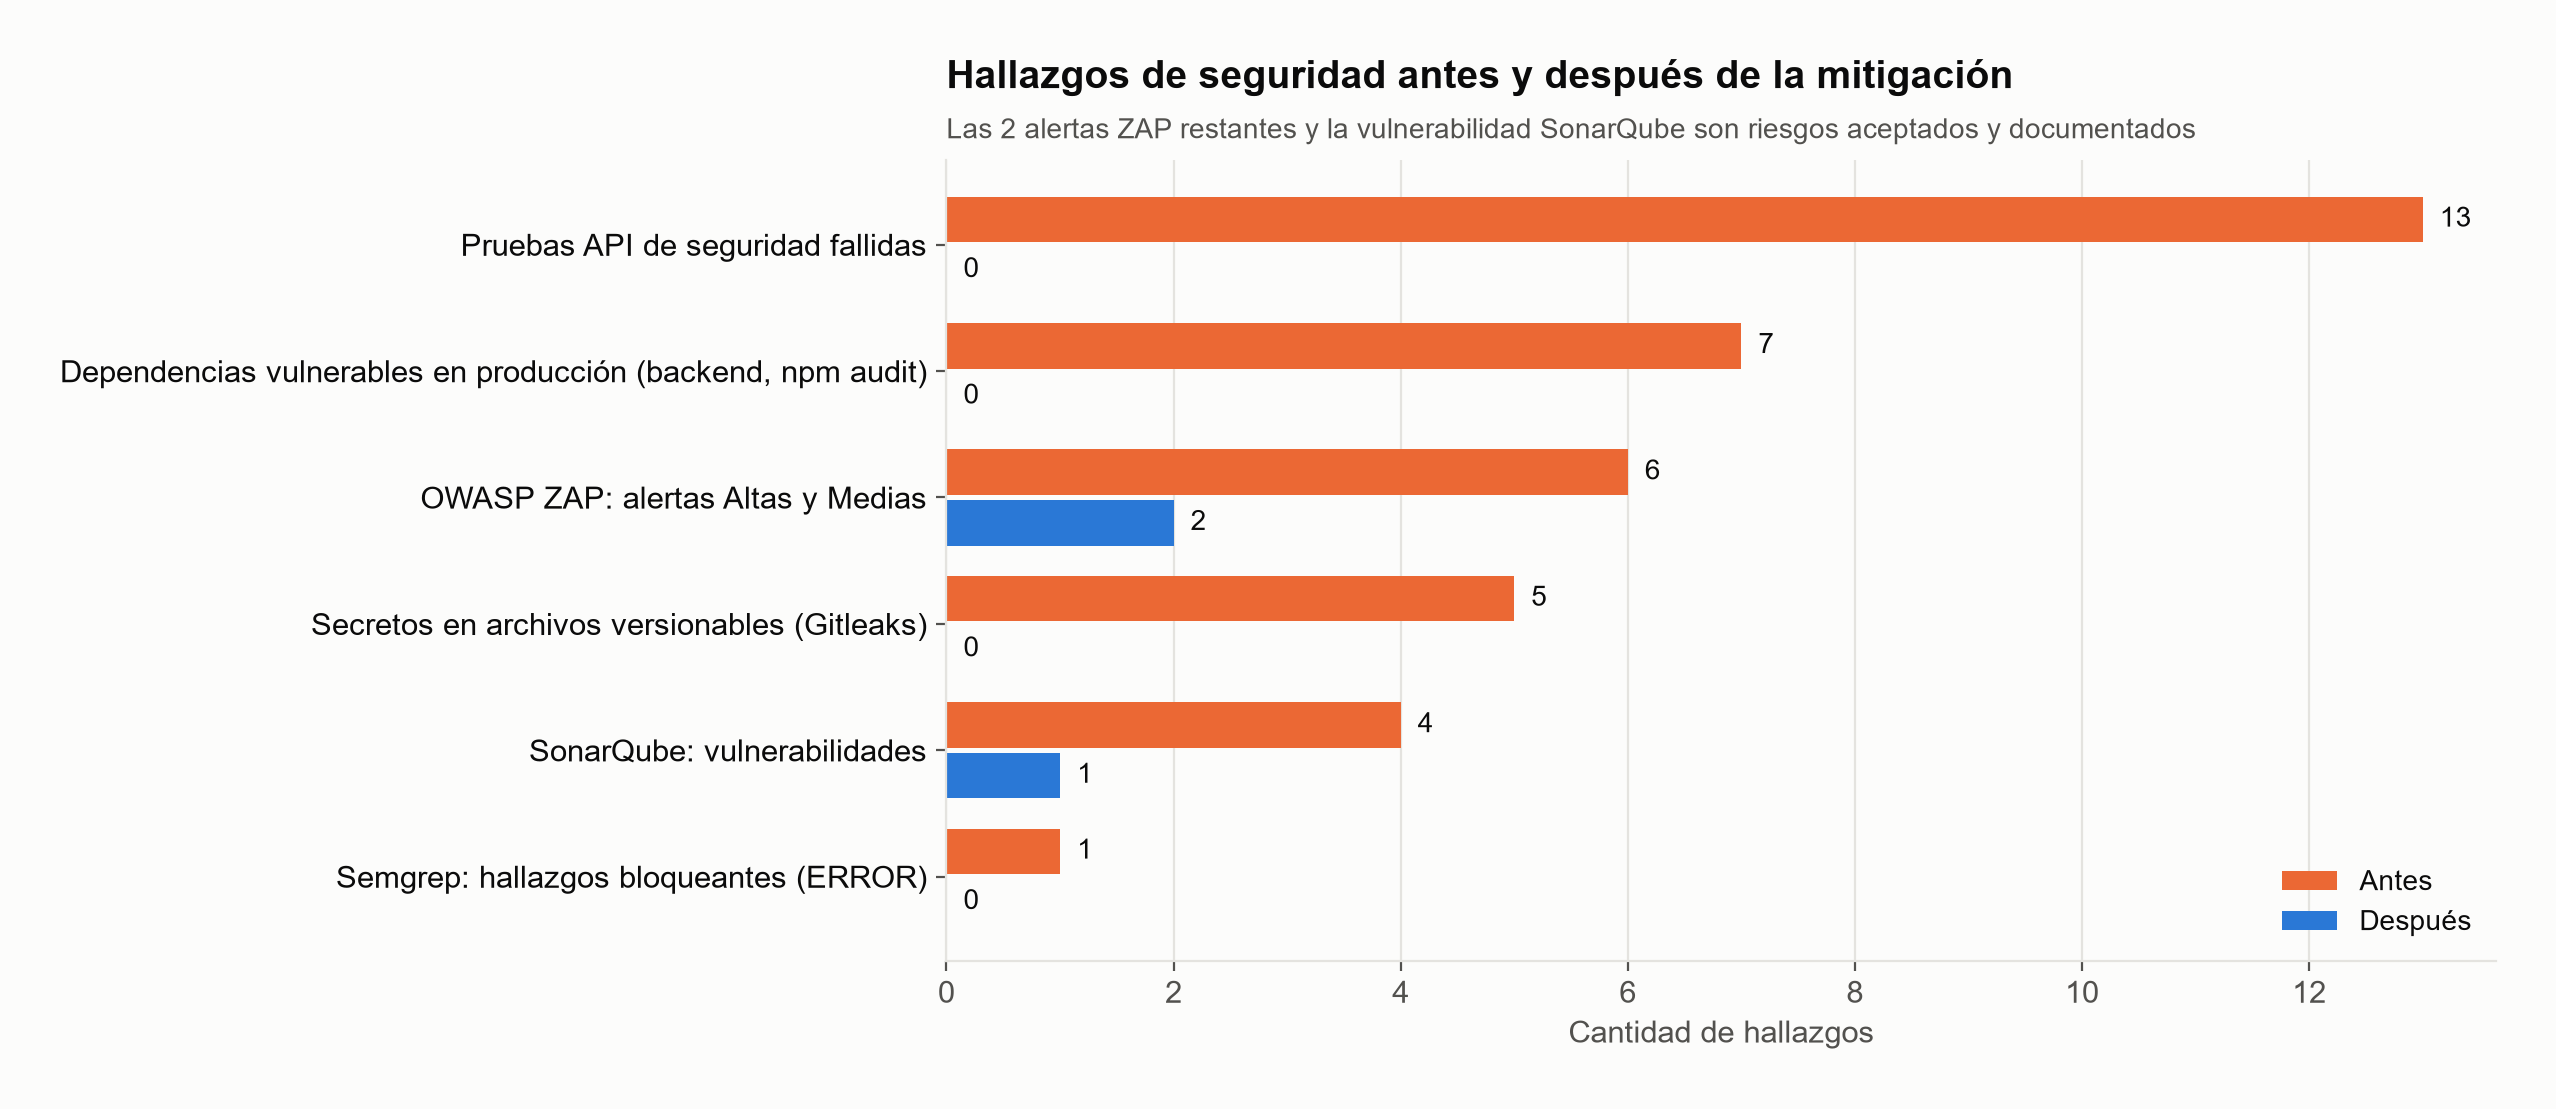 Hallazgos de seguridad antes y después de la mitigación
Las 2 alertas ZAP restantes y la vulnerabilidad SonarQube son riesgos aceptados y documentados
Pruebas API de seguridad fallidas
13
0
Dependencias vulnerables en producción (backend, npm audit)
7
0
OWASP ZAP: alertas Altas y Medias
6
2
Secretos en archivos versionables (Gitleaks)
5
0
SonarQube: vulnerabilidades
4
1
Semgrep: hallazgos bloqueantes (ERROR)
1
0
Antes
Después
0 2 4 6 8 10 12
Cantidad de hallazgos